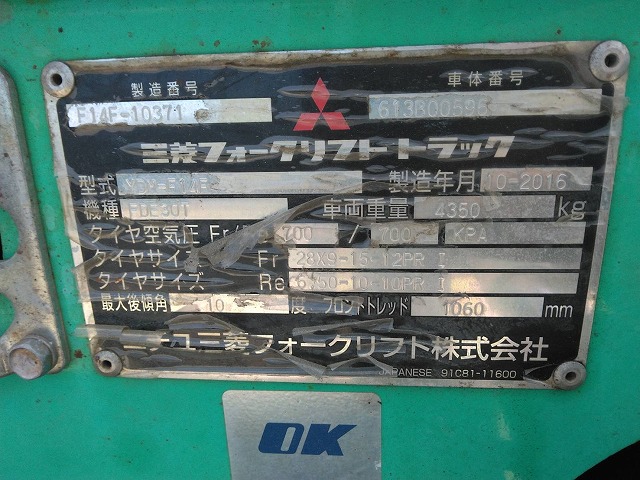 製造番号 車体番号
F14E-10371 613B00596
三菱フォークリフトトラック
型式 製造年月 10-2016
機種 FDE30T 車両重量 4350 kg
タイヤ空気圧 Fr 700 / 700 KPA
タイヤサイズ Fr 28X9-15-12PR I
タイヤサイズ Re 6.50-10-10PR I
最大後傾角 10 度 フロントトレッド 1060 mm
ニチユ三菱フォークリフト株式会社
JAPANESE 91C81-11600
OK